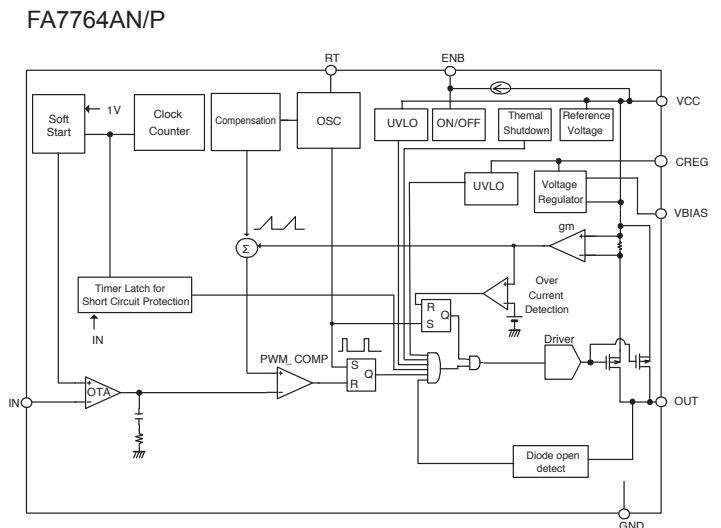 FA7764AN/P
RT
ENB
VCC
CREG
VBIAS
Soft
Start
1V
Clock
Counter
Compensation
OSC
UVLO
ON/OFF
Themal
Shutdown
Reference
Voltage
UVLO
Voltage
Regulator
gm
Σ
Timer Latch for
Short Circuit Protection
IN
Over
Current
Detection
R
S
Q
PWM_COMP
S
R
Q
Driver
IN
OTA
OUT
Diode open
detect
GND